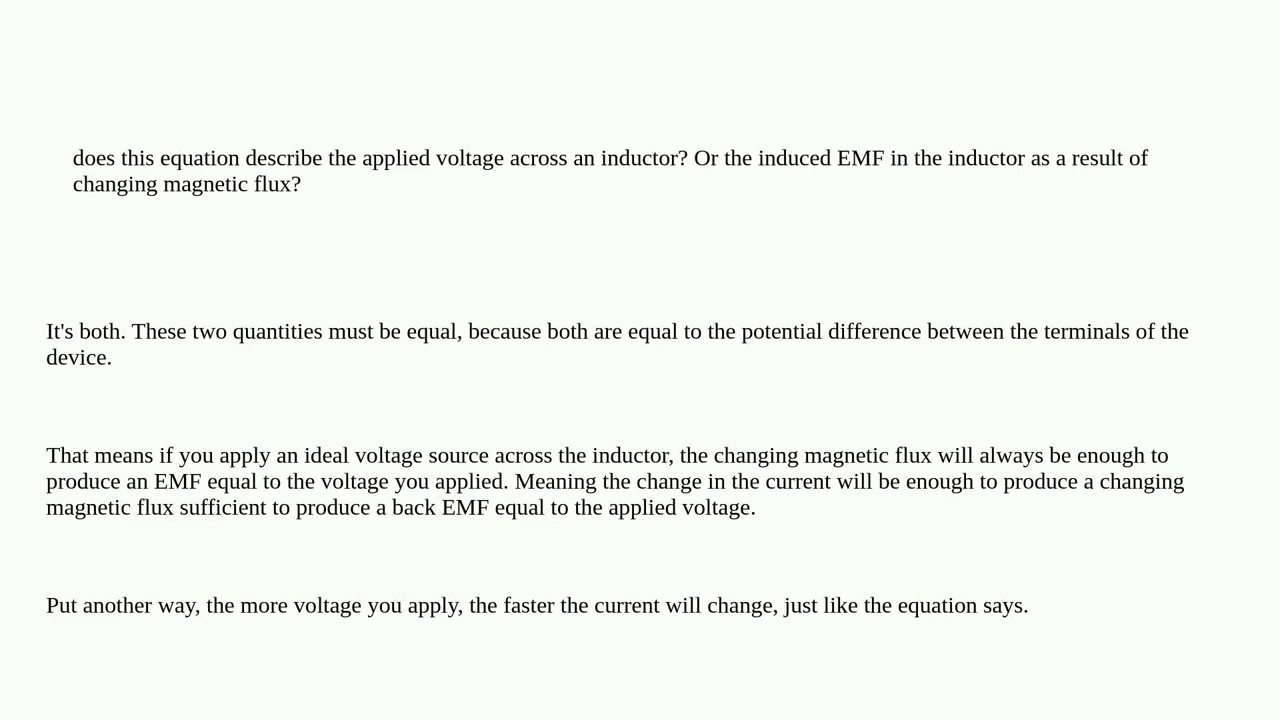 does this equation describe the applied voltage across an inductor? Or the induced EMF in the inductor as a result of
changing magnetic flux?
It's both. These two quantities must be equal, because both are equal to the potential difference between the terminals of the
device.
That means if you apply an ideal voltage source across the inductor, the changing magnetic flux will always be enough to
produce an EMF equal to the voltage you applied. Meaning the change in the current will be enough to produce a changing
magnetic flux sufficient to produce a back EMF equal to the applied voltage.
Put another way, the more voltage you apply, the faster the current will change, just like the equation says.